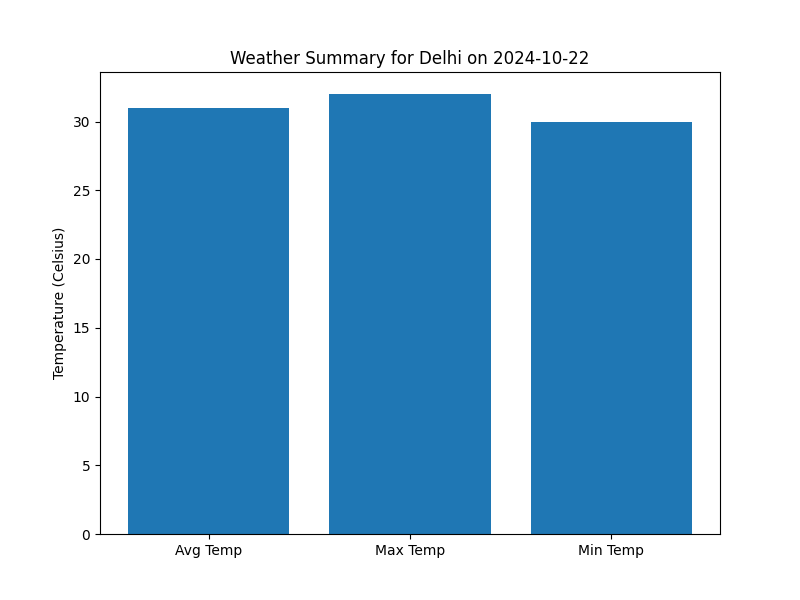 Weather Summary for Delhi on 2024-10-22
Temperature (Celsius)
30
25
20
15
10
5
0
Avg Temp
Max Temp
Min Temp